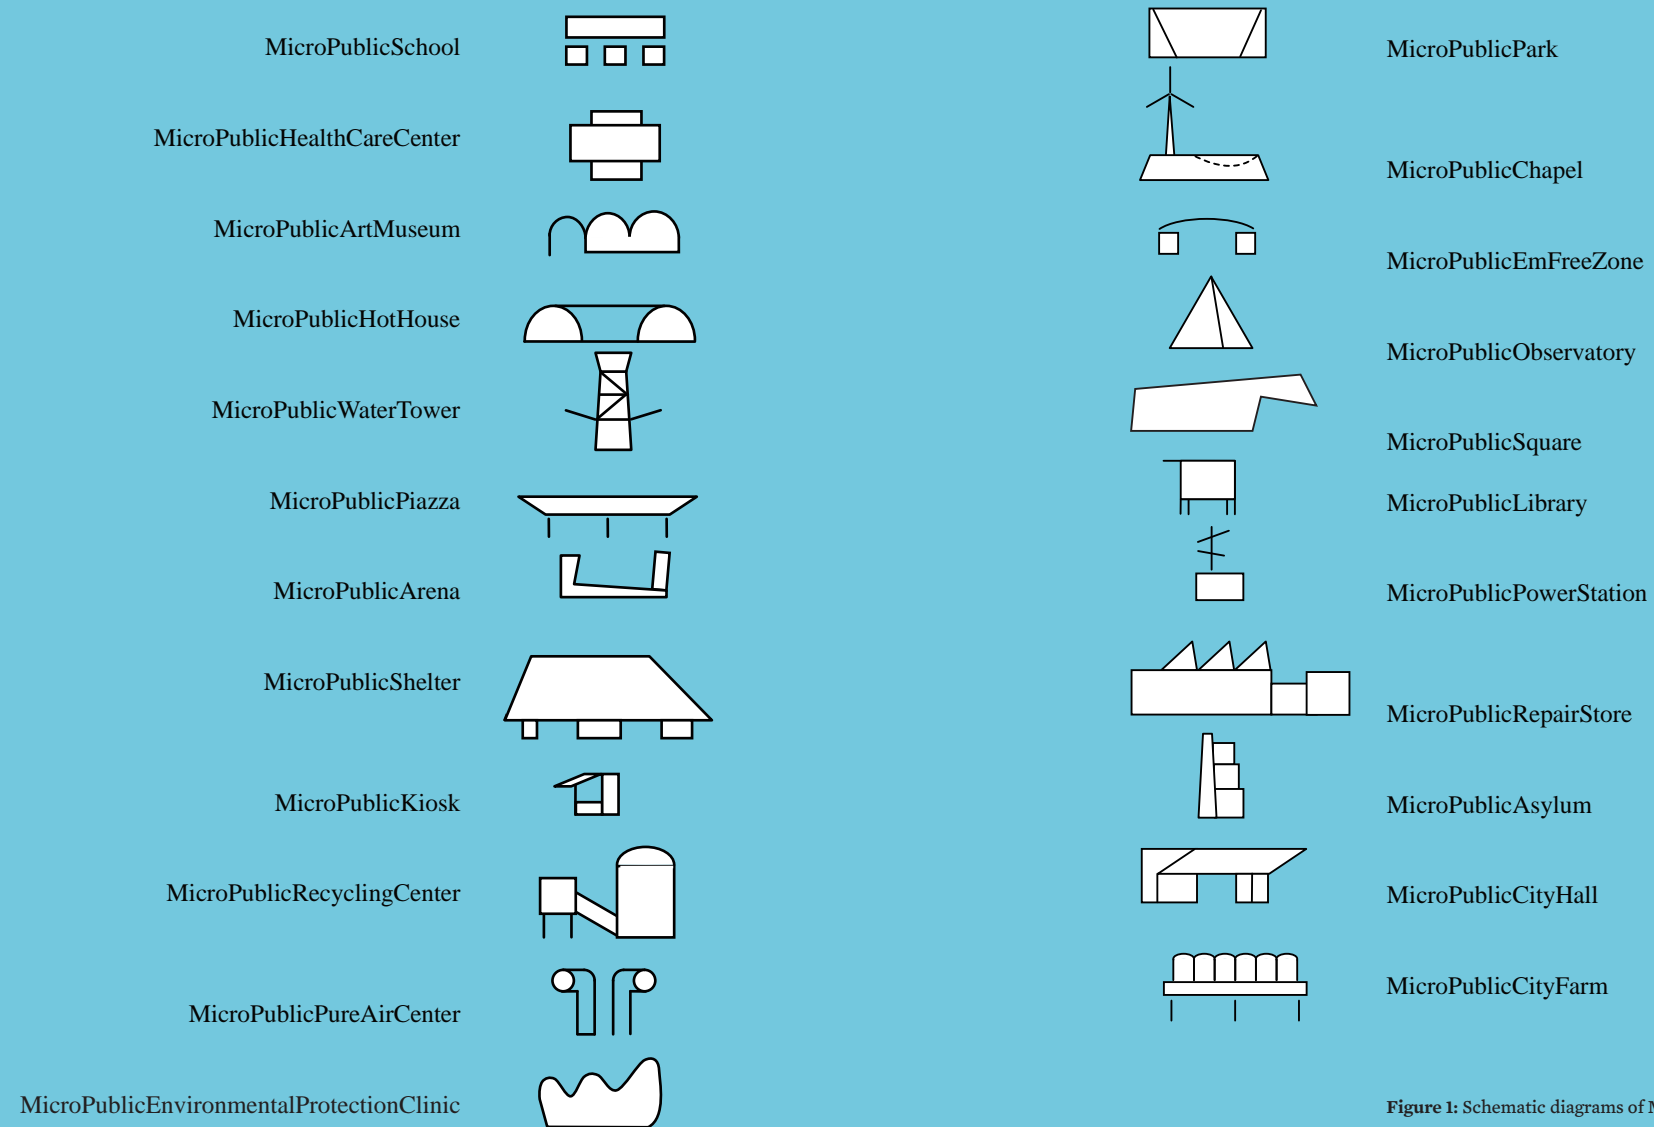 MicroPublicSchool
MicroPublicHealthCareCenter
MicroPublicArtMuseum
MicroPublicHotHouse
MicroPublicWaterTower
MicroPublicPiazza
MicroPublicArena
MicroPublicShelter
MicroPublicKiosk
MicroPublicRecyclingCenter
MicroPublicPureAirCenter
MicroPublicEnvironmentalProtectionClinic
MicroPublicPark
MicroPublicChapel
MicroPublicEmFreeZone
MicroPublicObservatory
MicroPublicSquare
MicroPublicLibrary
MicroPublicPowerStation
MicroPublicRepairStore
MicroPublicAsylum
MicroPublicCityHall
MicroPublicCityFarm
Figure 1: Schematic diagrams of